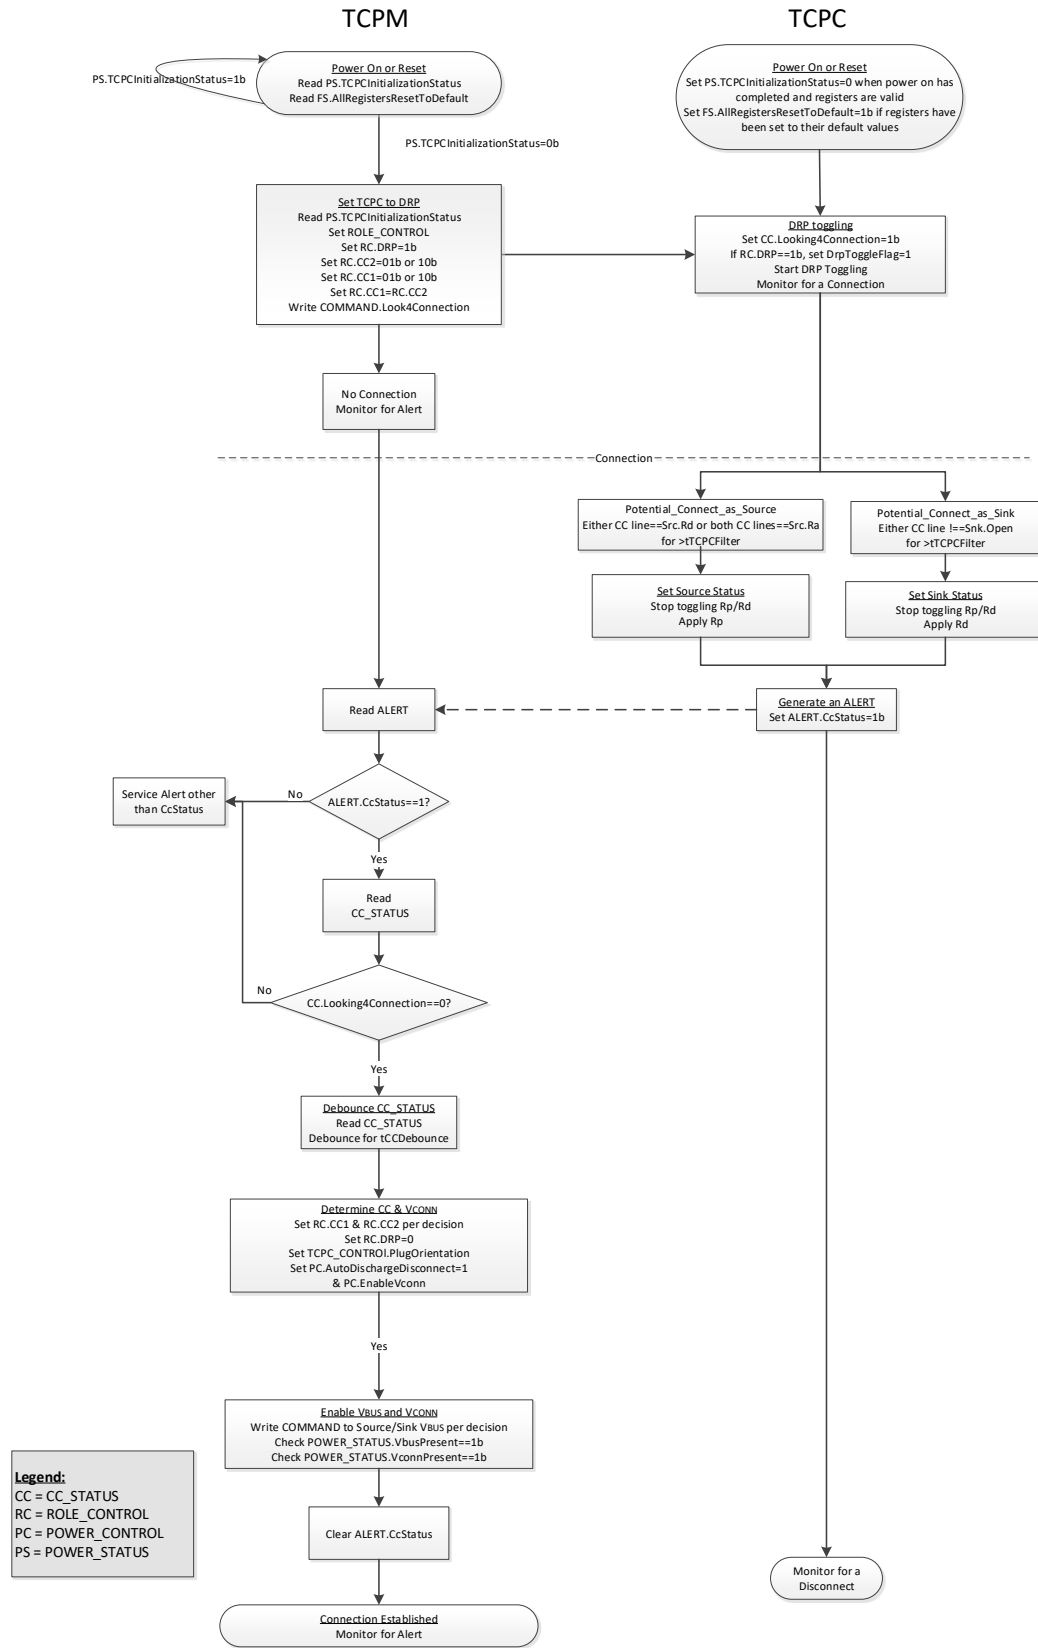 TCPM
TCPC
PS.TCPCInitializationStatus=1b
Power On or Reset
Read PS.TCPCInitializationStatus
Read FS.AllRegistersResetToDefault
Power On or Reset
Set PS.TCPCInitializationStatus=0 when power on has
completed and registers are valid
Set FS.AllRegistersResetToDefault=1b if registers have
been set to their default values
PS.TCPCInitializationStatus=0b
Set TCPC to DRP
Read PS.TCPCInitializationStatus
Set ROLE_CONTROL
Set RC.DRP=1b
Set RC.CC2=01b or 10b
Set RC.CC1=01b or 10b
Set RC.CC1=RC.CC2
Write COMMAND.Look4Connection
DRP toggling
Set CC.Looking4Connection=1b
If RC.DRP==1b, set DrpToggleFlag=1
Start DRP Toggling
Monitor for a Connection
No Connection
Monitor for Alert
Connection
Potential_Connect_as_Source
Either CC line==Src.Rd or both CC lines==Src.Ra
for >tTCPCFilter
Potential_Connect_as_Sink
Either CC line !==Snk.Open
for >tTCPCFilter
Set Source Status
Stop toggling Rp/Rd
Apply Rp
Set Sink Status
Stop toggling Rp/Rd
Apply Rd
Read ALERT
Generate an ALERT
Set ALERT.CcStatus=1b
Service Alert other
than CcStatus
No
ALERT.CcStatus==1?
Yes
Read
CC_STATUS
No
CC.Looking4Connection==0?
Yes
Debounce CC_STATUS
Read CC_STATUS
Debounce for tCCDebounce
Determine CC & VCONN
Set RC.CC1 & RC.CC2 per decision
Set RC.DRP=0
Set TCPC_CONTROl.PlugOrientation
Set PC.AutoDischargeDisconnect=1
& PC.EnableVconn
Yes
Enable VBUS and VCONN
Write COMMAND to Source/Sink VBUS per decision
Check POWER_STATUS.VbusPresent==1b
Check POWER_STATUS.VconnPresent==1b
Legend:
CC = CC_STATUS
RC = ROLE_CONTROL
PC = POWER_CONTROL
PS = POWER_STATUS
Clear ALERT.CcStatus
Monitor for a
Disconnect
Connection Established
Monitor for Alert